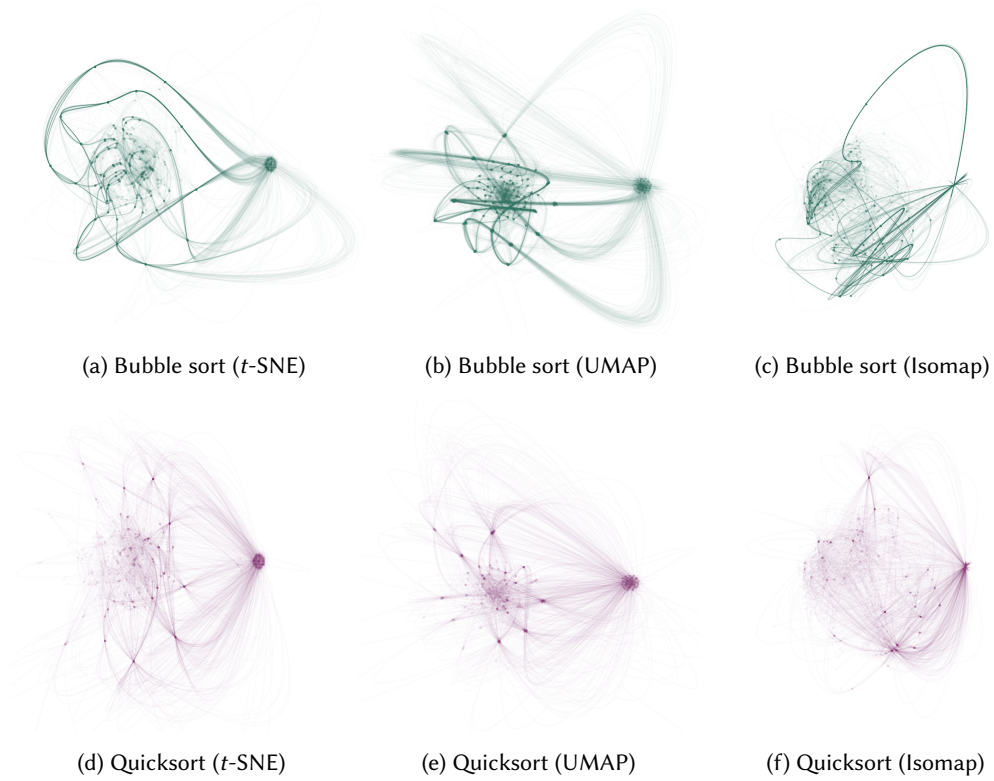 (a) Bubble sort (t-SNE)
(b) Bubble sort (UMAP)
(c) Bubble sort (Isomap)
(d) Quicksort (t-SNE)
(e) Quicksort (UMAP)
(f) Quicksort (Isomap)